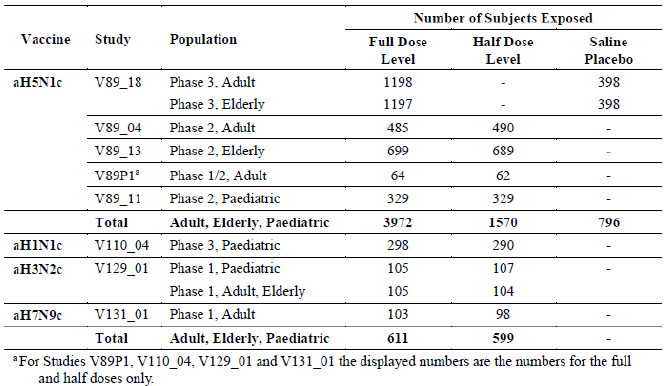 Number of Subjects Exposed
Vaccine Study Population Full Dose Level Half Dose Level Saline Placebo
aH5N1c V89_18 Phase 3, Adult 1198 - 398
Phase 3, Elderly 1197 - 398
V89_04 Phase 2, Adult 485 490 -
V89_13 Phase 2, Elderly 699 689 -
V89P1a Phase 1/2, Adult 64 62 -
V89_11 Phase 2, Paediatric 329 329 -
Total Adult, Elderly, Paediatric 3972 1570 796
aH1N1c V110_04 Phase 3, Paediatric 298 290 -
aH3N2c V129_01 Phase 1, Paediatric 105 107 -
Phase 1, Adult, Elderly 105 104 -
aH7N9c V131_01 Phase 1, Adult 103 98 -
Total Adult, Elderly, Paediatric 611 599 -
a For Studies V89P1, V110_04, V129_01 and V131_01 the displayed numbers are the numbers for the full
and half doses only.